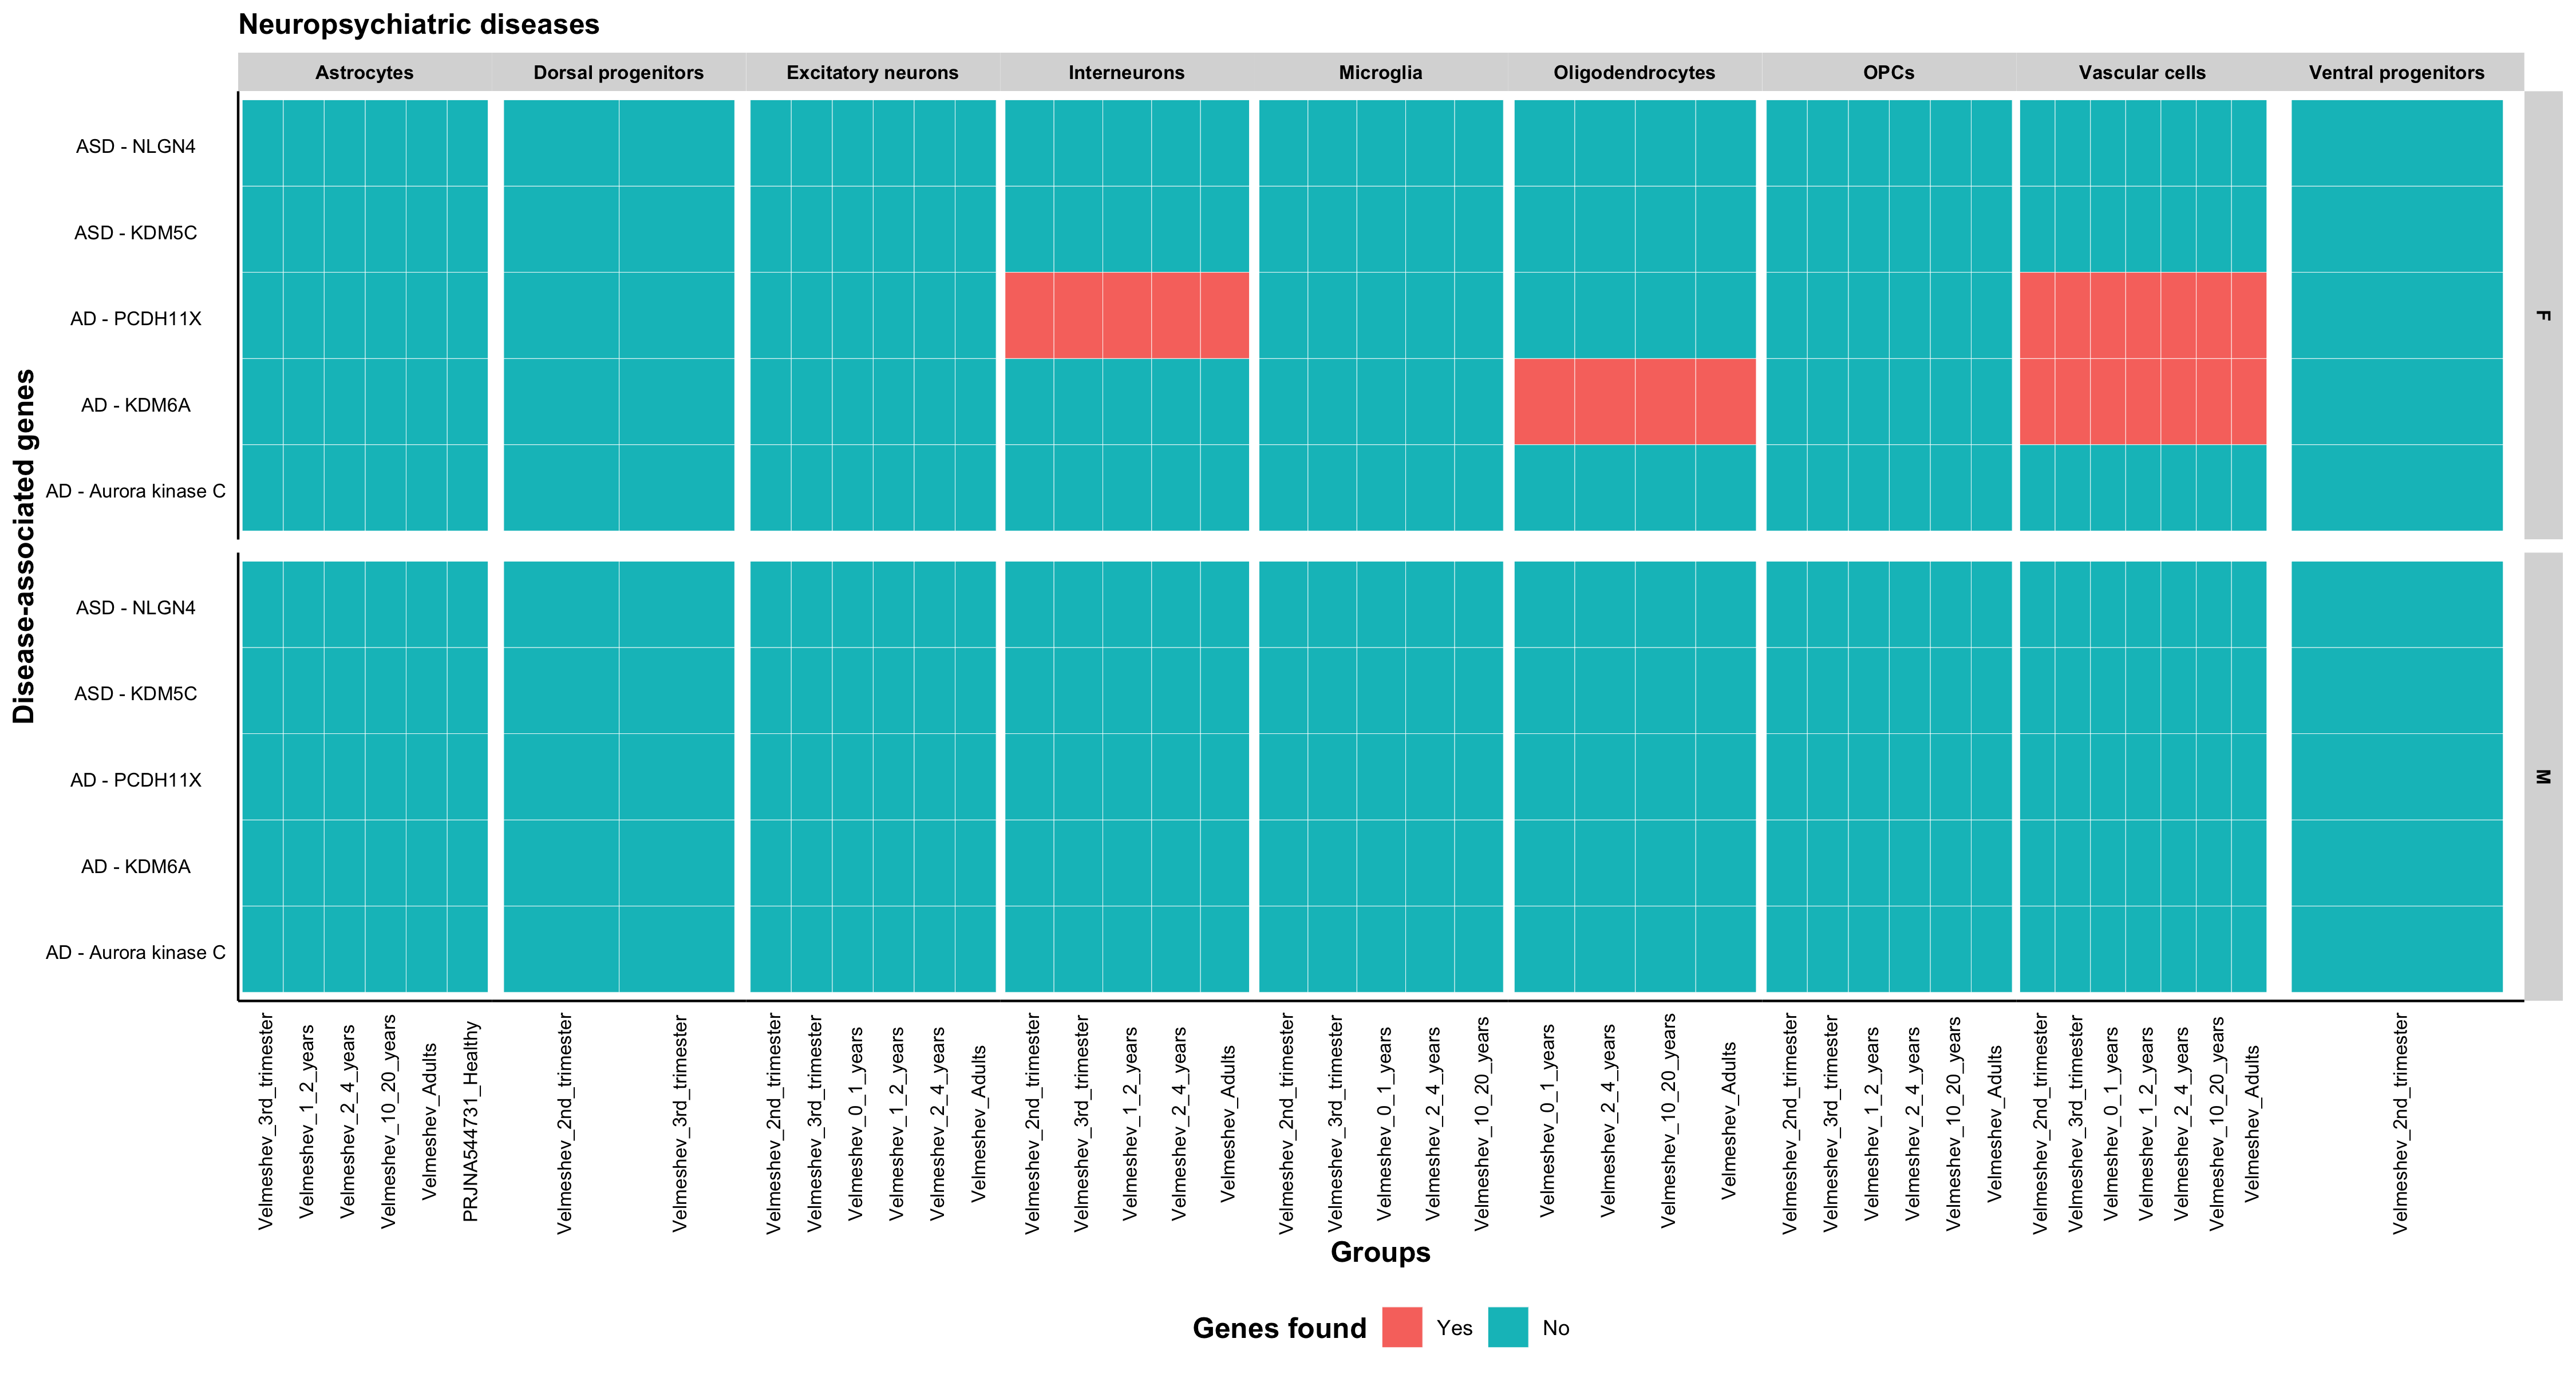 Neuropsychiatric diseases
Astrocytes
Dorsal progenitors
Excitatory neurons
Interneurons
Microglia
Oligodendrocytes
OPCs
Vascular cells
Ventral progenitors
Disease-associated genes
ASD - NLGN4
ASD - KDM5C
AD - PCDH11X
AD - KDM6A
AD - Aurora kinase C
F
ASD - NLGN4
ASD - KDM5C
AD - PCDH11X
AD - KDM6A
AD - Aurora kinase C
M
Velmeshev_3rd_trimester
Velmeshev_1_2_years
Velmeshev_2_4_years
Velmeshev_10_20_years
Velmeshev_Adults
PRJNA544731_Healthy
Velmeshev_2nd_trimester
Velmeshev_3rd_trimester
Velmeshev_2nd_trimester
Velmeshev_3rd_trimester
Velmeshev_0_1_years
Velmeshev_1_2_years
Velmeshev_2_4_years
Velmeshev_Adults
Velmeshev_2nd_trimester
Velmeshev_3rd_trimester
Velmeshev_1_2_years
Velmeshev_2_4_years
Velmeshev_Adults
Velmeshev_2nd_trimester
Velmeshev_3rd_trimester
Velmeshev_0_1_years
Velmeshev_2_4_years
Velmeshev_10_20_years
Velmeshev_0_1_years
Velmeshev_2_4_years
Velmeshev_10_20_years
Velmeshev_Adults
Velmeshev_2nd_trimester
Velmeshev_3rd_trimester
Velmeshev_1_2_years
Velmeshev_2_4_years
Velmeshev_10_20_years
Velmeshev_Adults
Velmeshev_2nd_trimester
Velmeshev_3rd_trimester
Velmeshev_0_1_years
Velmeshev_1_2_years
Velmeshev_2_4_years
Velmeshev_10_20_years
Velmeshev_Adults
Velmeshev_2nd_trimester
Groups
Genes found
Yes
No